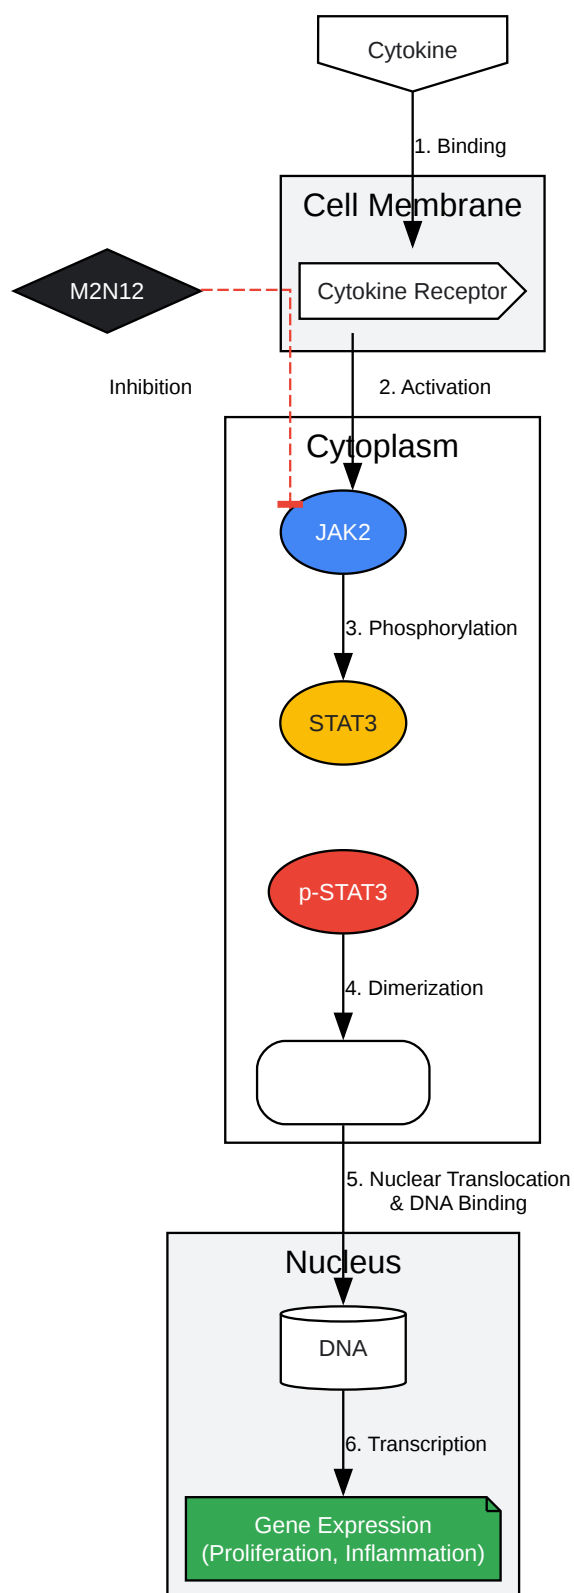 Cytokine
1. Binding
Cell Membrane
M2N12
Cytokine Receptor
Inhibition
2. Activation
Cytoplasm
JAK2
3. Phosphorylation
STAT3
p-STAT3
4. Dimerization
5. Nuclear Translocation
& DNA Binding
Nucleus
DNA
6. Transcription
Gene Expression
(Proliferation, Inflammation)